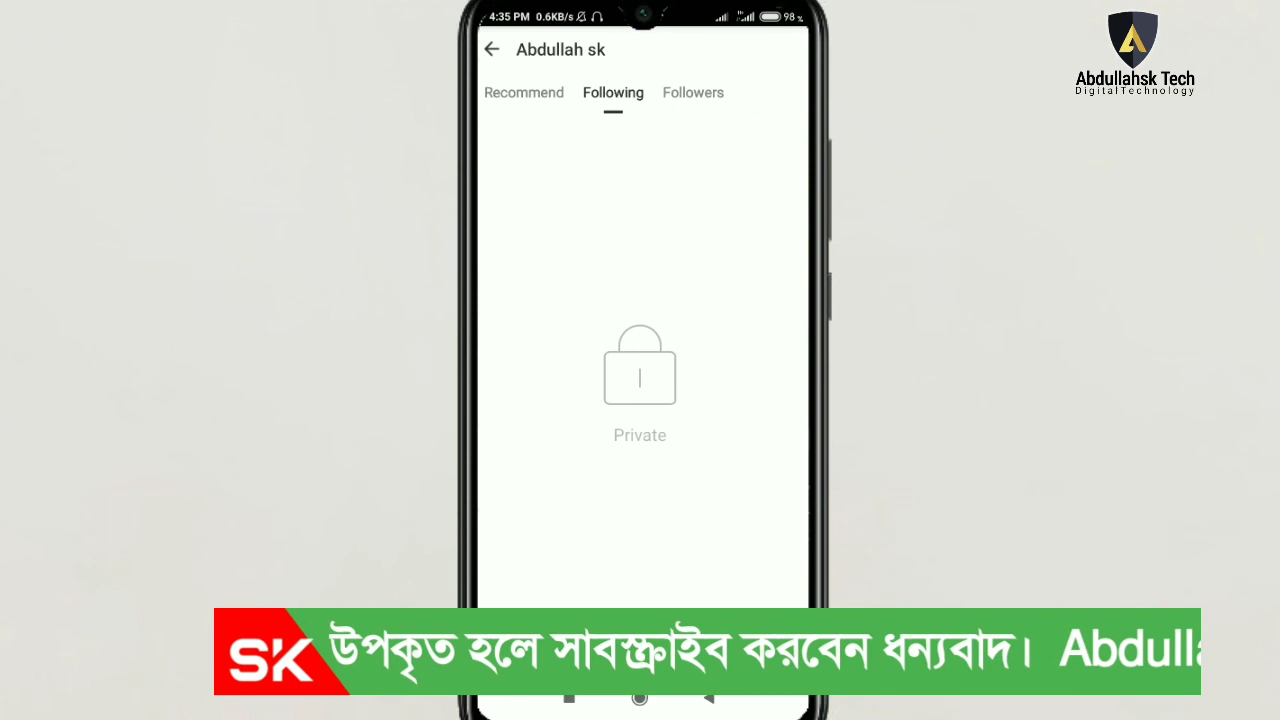 4:35 PM 0.6KB/s 98%
Abdullah sk
Recommend Following Followers
Abdullahsk Tech
DigitalTechnology
Private
SK উপকৃত হলে সাবস্ক্রাইব করবেন ধন্যবাদ। Abdulla